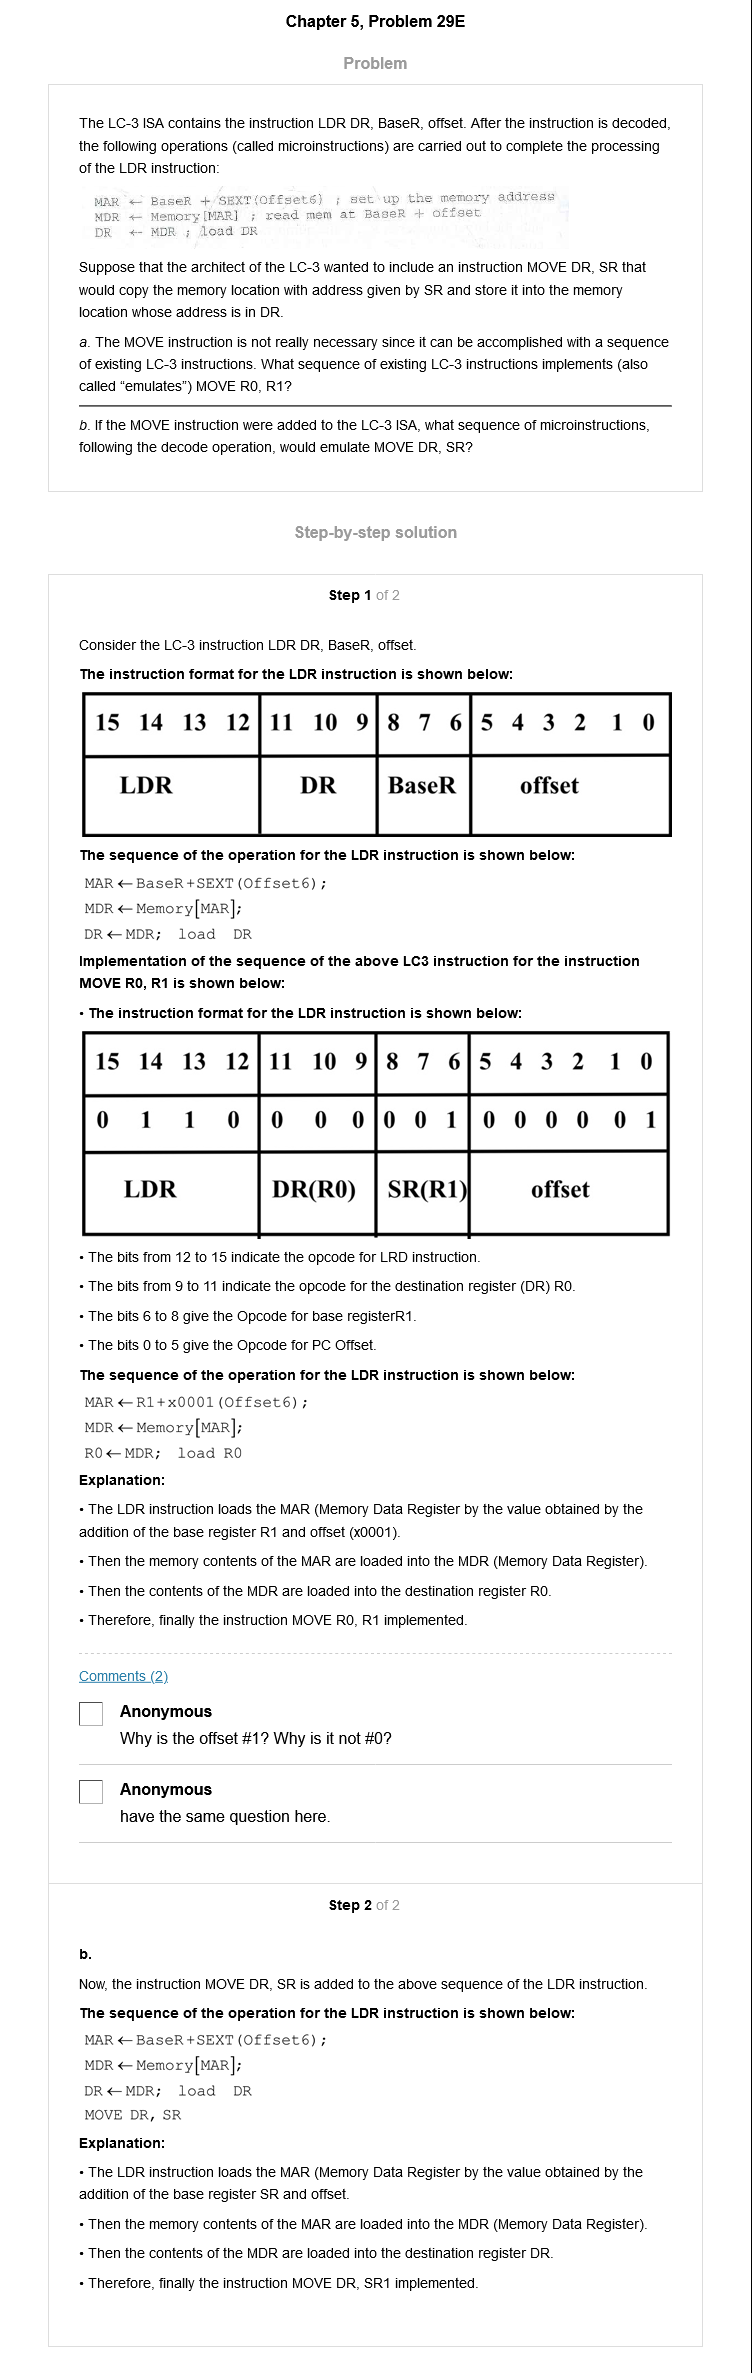 Chapter 5, Problem 29E
Problem
The LC-3 ISA contains the instruction LDR DR, BaseR, offset. After the instruction is decoded,
the following operations (called microinstructions) are carried out to complete the processing
of the LDR instruction:
MAR ← BaseR + SEXT(Offset6) ; set up the memory address
MDR ← Memory[MAR] ; read mem at BaseR + offset
DR ← MDR ; load DR
Suppose that the architect of the LC-3 wanted to include an instruction MOVE DR, SR that
would copy the memory location with address given by SR and store it into the memory
location whose address is in DR.
a. The MOVE instruction is not really necessary since it can be accomplished with a sequence
of existing LC-3 instructions. What sequence of existing LC-3 instructions implements (also
called “emulates”) MOVE R0, R1?
b. If the MOVE instruction were added to the LC-3 ISA, what sequence of microinstructions,
following the decode operation, would emulate MOVE DR, SR?
Step-by-step solution
Step 1 of 2
Consider the LC-3 instruction LDR DR, BaseR, offset.
The instruction format for the LDR instruction is shown below:
15 14 13 12 11 10 9 8 7 6 5 4 3 2 1 0
LDR DR BaseR offset
The sequence of the operation for the LDR instruction is shown below:
MAR ← BaseR+SEXT(Offset6);
MDR ← Memory[MAR];
DR ← MDR; load DR
Implementation of the sequence of the above LC3 instruction for the instruction
MOVE R0, R1 is shown below:
• The instruction format for the LDR instruction is shown below:
15 14 13 12 11 10 9 8 7 6 5 4 3 2 1 0
0 1 1 0 0 0 0 0 0 1 0 0 0 0 0 1
LDR DR(R0) SR(R1) offset
• The bits from 12 to 15 indicate the opcode for LRD instruction.
• The bits from 9 to 11 indicate the opcode for the destination register (DR) R0.
• The bits 6 to 8 give the Opcode for base registerR1.
• The bits 0 to 5 give the Opcode for PC Offset.
The sequence of the operation for the LDR instruction is shown below:
MAR ← R1+x0001(Offset6);
MDR ← Memory[MAR];
R0 ← MDR; load R0
Explanation:
• The LDR instruction loads the MAR (Memory Data Register by the value obtained by the
addition of the base register R1 and offset (x0001).
• Then the memory contents of the MAR are loaded into the MDR (Memory Data Register).
• Then the contents of the MDR are loaded into the destination register R0.
• Therefore, finally the instruction MOVE R0, R1 implemented.
Comments (2)
Anonymous
Why is the offset #1? Why is it not #0?
Anonymous
have the same question here.
Step 2 of 2
b.
Now, the instruction MOVE DR, SR is added to the above sequence of the LDR instruction.
The sequence of the operation for the LDR instruction is shown below:
MAR ← BaseR+SEXT(Offset6);
MDR ← Memory[MAR];
DR ← MDR; load DR
MOVE DR, SR
Explanation:
• The LDR instruction loads the MAR (Memory Data Register by the value obtained by the
addition of the base register SR and offset.
• Then the memory contents of the MAR are loaded into the MDR (Memory Data Register).
• Then the contents of the MDR are loaded into the destination register DR.
• Therefore, finally the instruction MOVE DR, SR1 implemented.